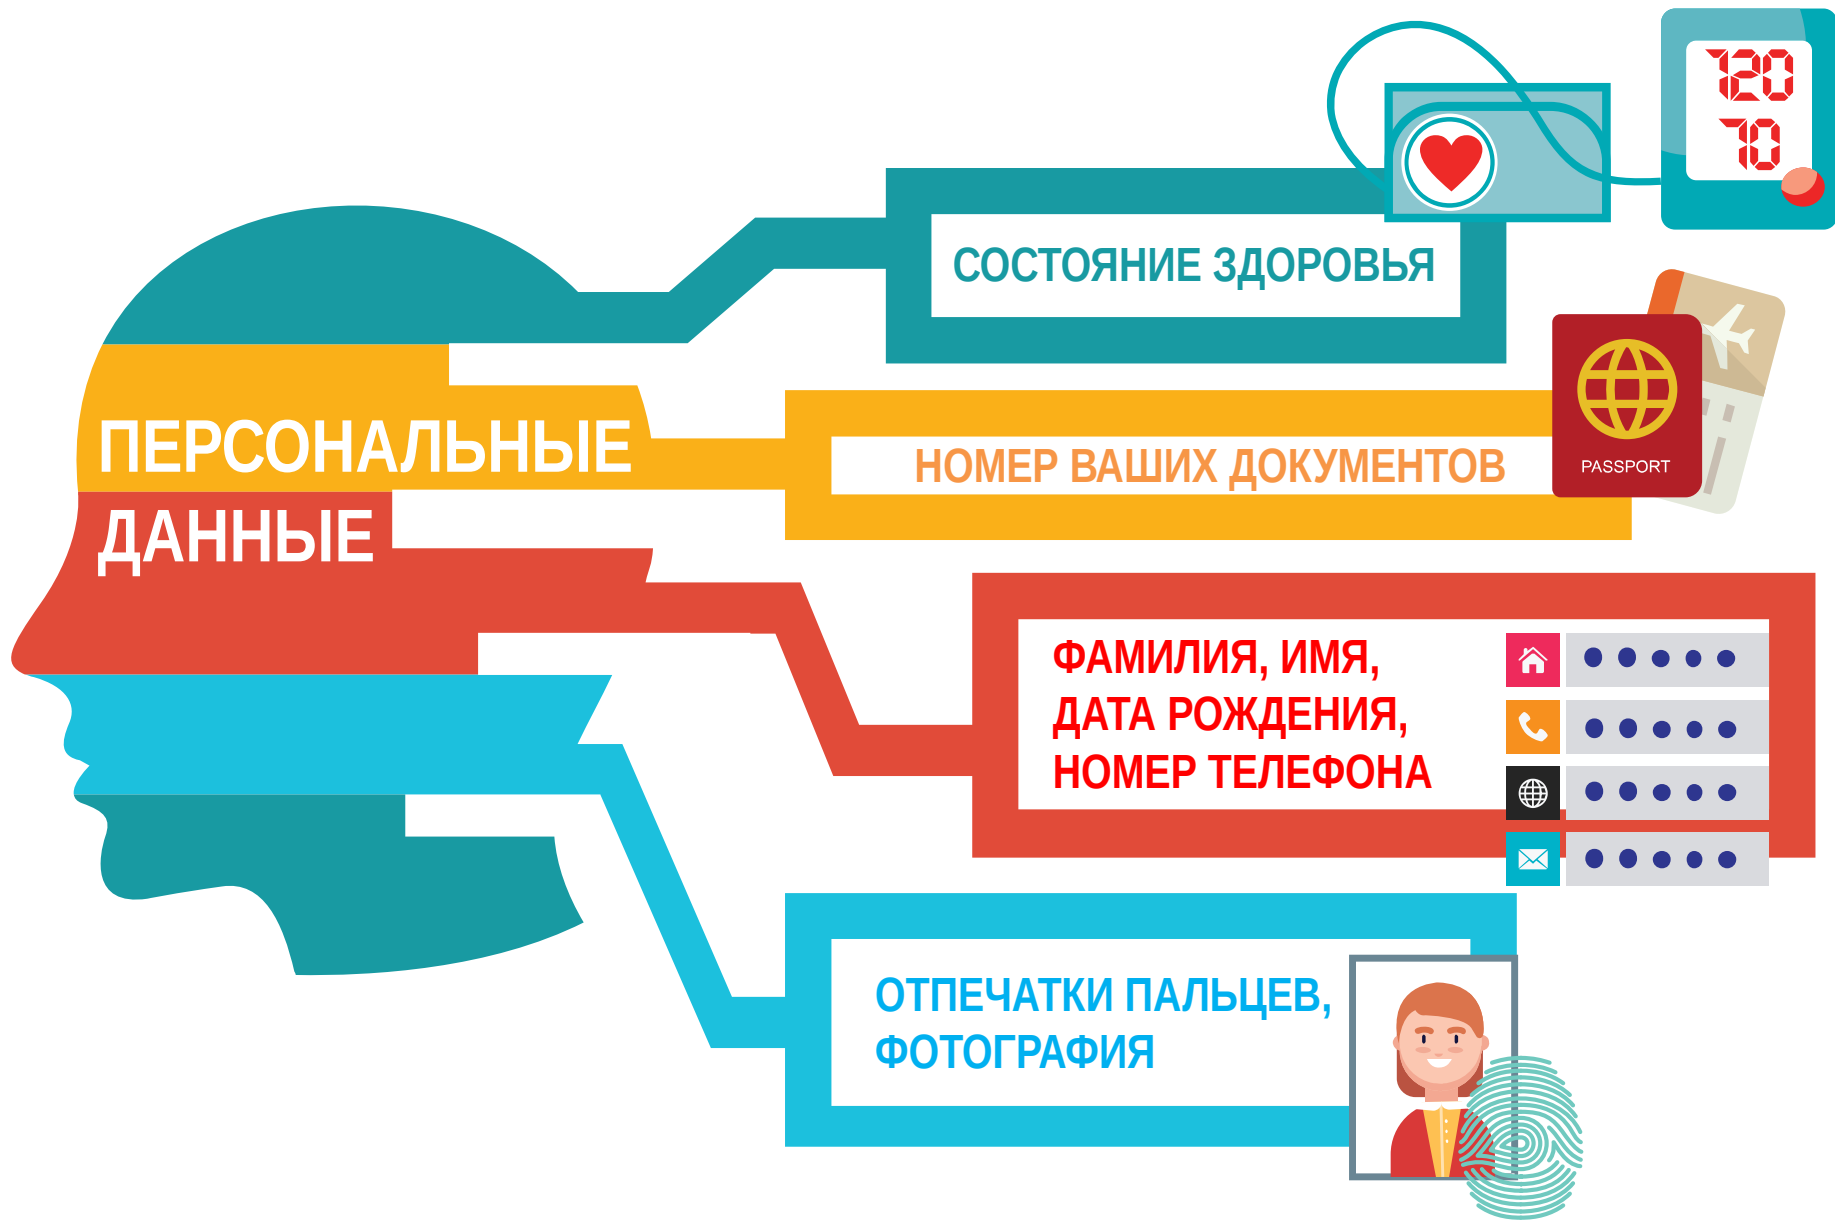 120
70
СОСТОЯНИЕ ЗДОРОВЬЯ
ПЕРСОНАЛЬНЫЕ
ДАННЫЕ
НОМЕР ВАШИХ ДОКУМЕНТОВ
PASSPORT
ФАМИЛИЯ, ИМЯ,
ДАТА РОЖДЕНИЯ,
НОМЕР ТЕЛЕФОНА
ОТПЕЧАТКИ ПАЛЬЦЕВ,
ФОТОГРАФИЯ